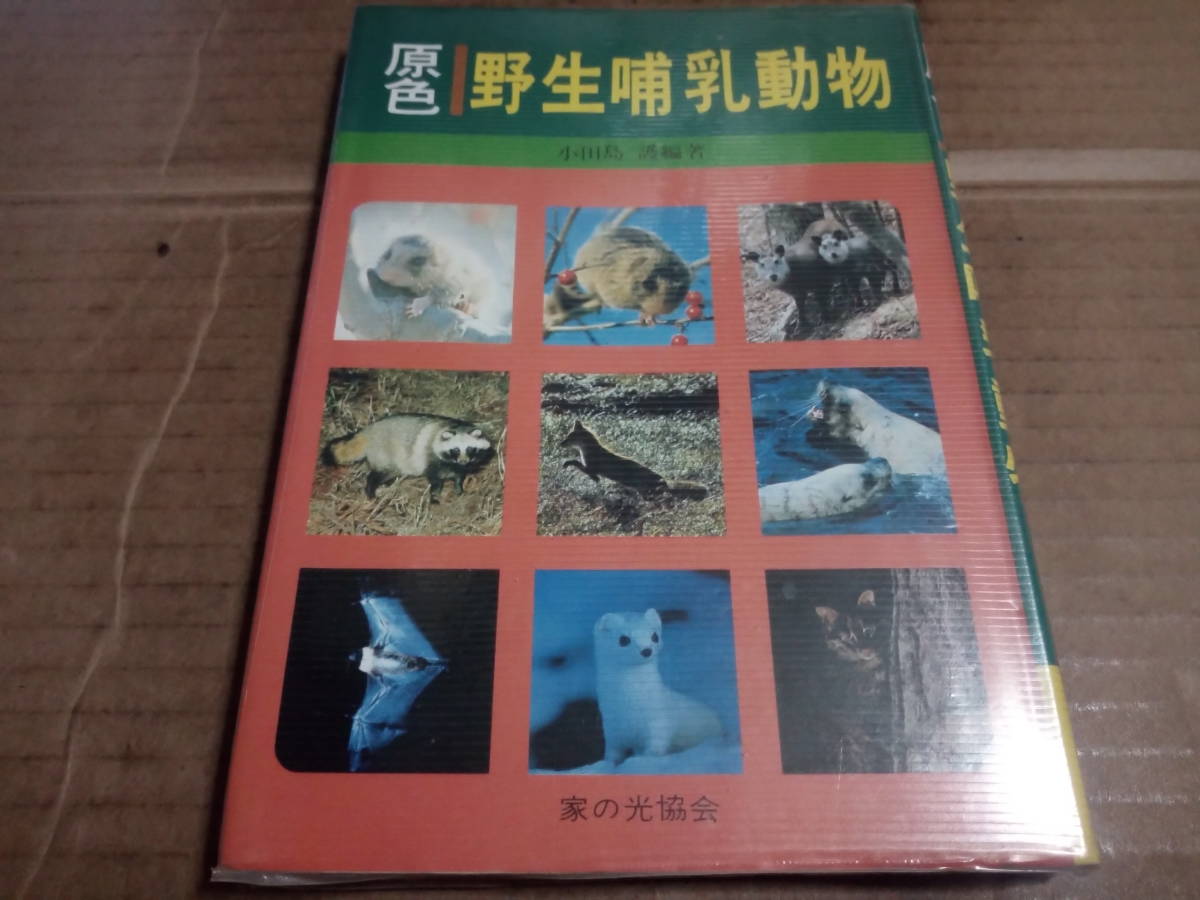 原色
野生哺乳動物
小田島 護編著
家の光協会